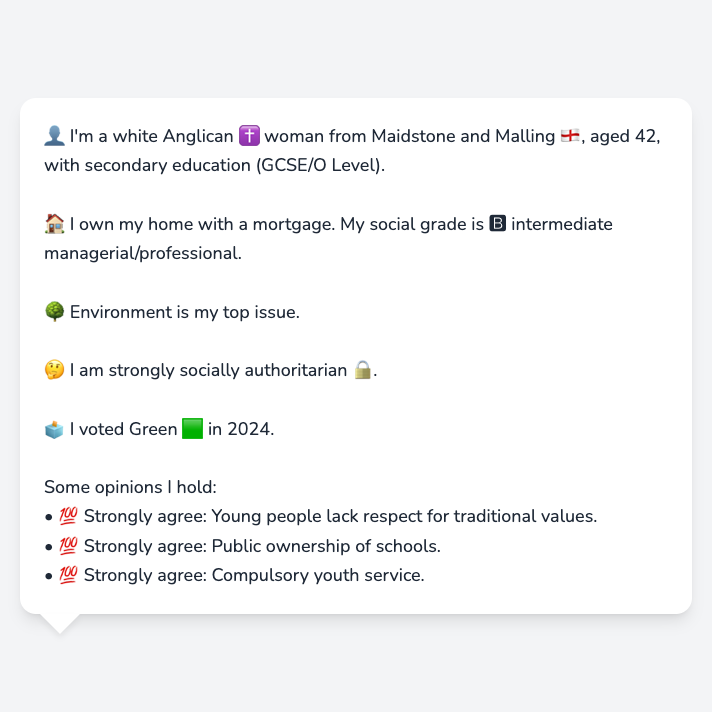 👤 I'm a white Anglican ✝️ woman from Maidstone and Malling 🏴󠁧󠁢󠁥󠁮󠁧󠁿, aged 42,
with secondary education (GCSE/O Level).
🏠 I own my home with a mortgage. My social grade is 🅱 intermediate
managerial/professional.
🌳 Environment is my top issue.
🤔 I am strongly socially authoritarian 🔒.
🗳️ I voted Green 🟩 in 2024.
Some opinions I hold:
• 💯 Strongly agree: Young people lack respect for traditional values.
• 💯 Strongly agree: Public ownership of schools.
• 💯 Strongly agree: Compulsory youth service.